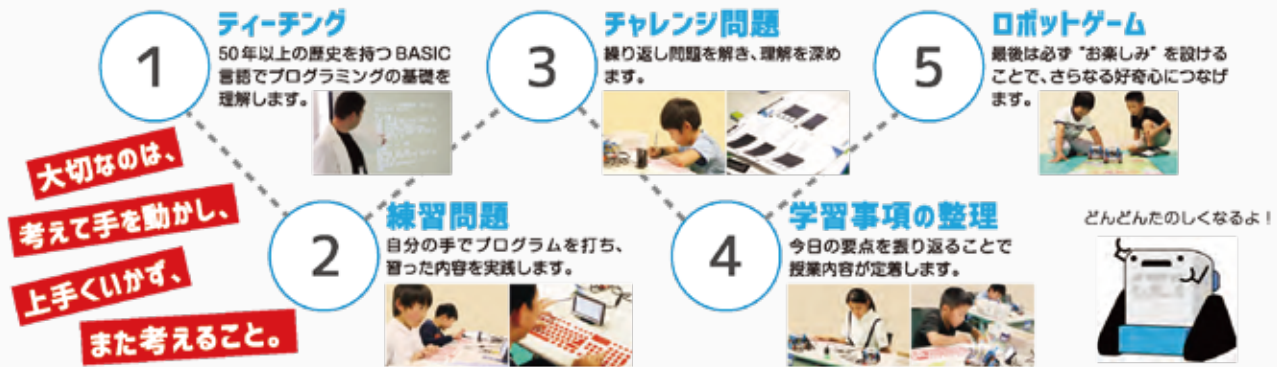 1
ティーチング
50年以上の歴史を持つBASIC
言語でプログラミングの基礎を
理解します。
2
練習問題
自分の手でプログラムを打ち、
習った内容を実践します。
3
チャレンジ問題
繰り返し問題を解き、理解を深め
ます。
4
学習事項の整理
今日の要点を振り返ることで
授業内容が定着します。
5
ロボットゲーム
最後は必ず“お楽しみ”を設ける
ことで、さらなる好奇心につなげ
ます。
大切なのは、
考えて手を動かし、
上手くいかず、
また考えること。
どんどんたのしくなるよ！